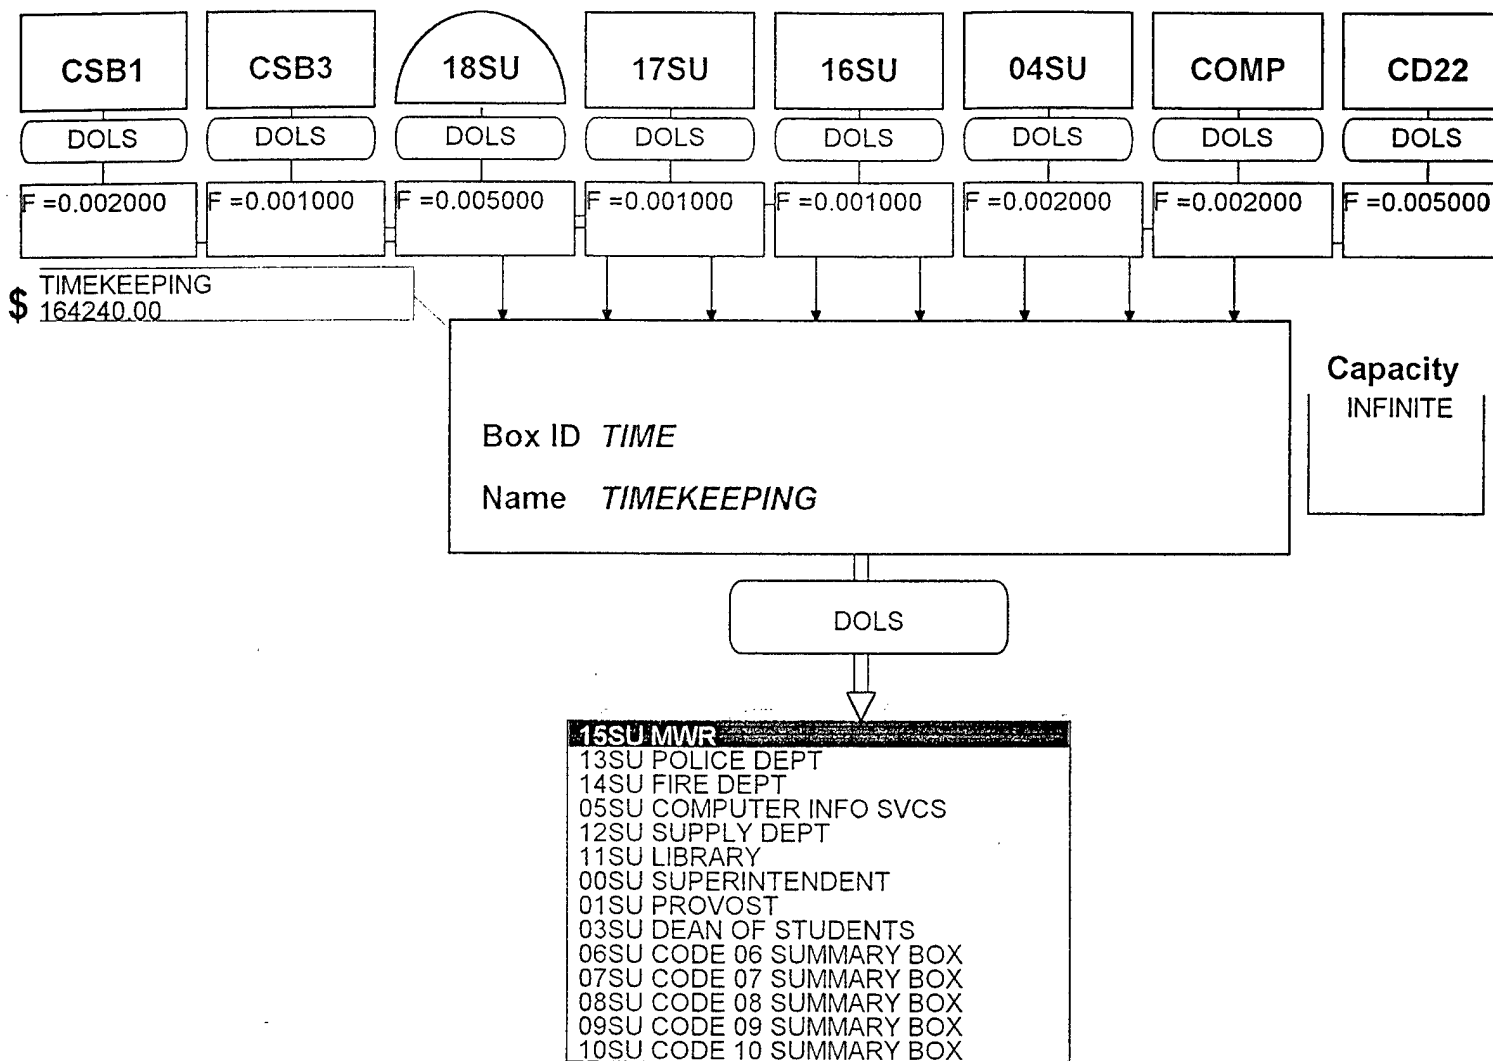 CSB1 CSB3 18SU 17SU 16SU 04SU COMP CD22
DOLS DOLS DOLS DOLS DOLS DOLS DOLS DOLS
F =0.002000 F =0.001000 F =0.005000 F =0.001000 F =0.001000 F =0.002000 F =0.002000 F =0.005000
$ TIMEKEEPING
164240.00
Capacity
INFINITE
Box ID TIME
Name TIMEKEEPING
DOLS
15SU MWR
13SU POLICE DEPT
14SU FIRE DEPT
05SU COMPUTER INFO SVCS
12SU SUPPLY DEPT
11SU LIBRARY
00SU SUPERINTENDENT
01SU PROVOST
03SU DEAN OF STUDENTS
06SU CODE 06 SUMMARY BOX
07SU CODE 07 SUMMARY BOX
08SU CODE 08 SUMMARY BOX
09SU CODE 09 SUMMARY BOX
10SU CODE 10 SUMMARY BOX